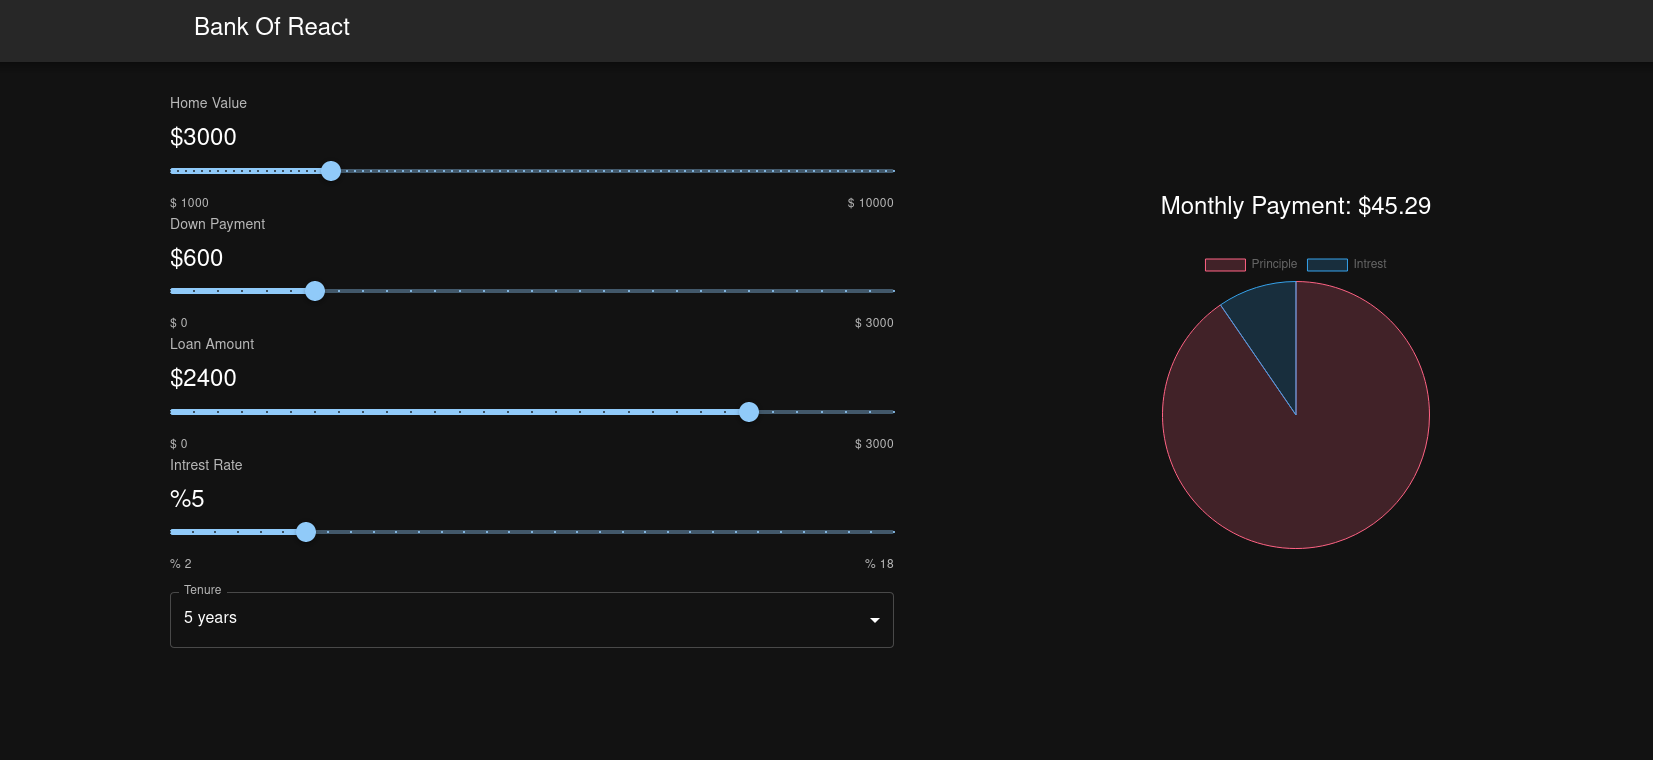 Bank Of React
Home Value
$3000
$ 1000 $ 10000
Down Payment
$600
$ 0 $ 3000
Loan Amount
$2400
$ 0 $ 3000
Intrest Rate
%5
% 2 % 18
Tenure
5 years
Monthly Payment: $45.29
Principle Intrest